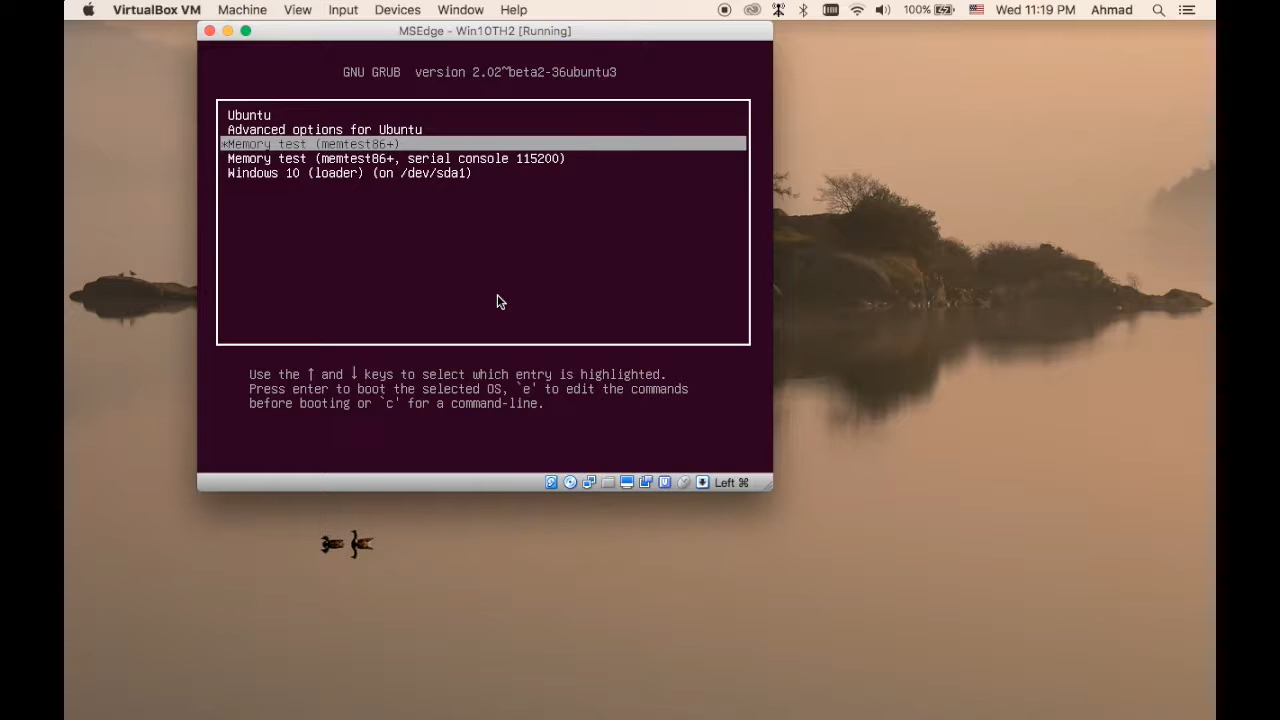 VirtualBox VM Machine View Input Devices Window Help 100% Wed 11:19 PM Ahmad
MSEdge - Win10TH2 [Running]
GNU GRUB version 2.02~beta2-36ubuntu3
Ubuntu
Advanced options for Ubuntu
*Memory test (memtest86+)
Memory test (memtest86+, serial console 115200)
Windows 10 (loader) (on /dev/sda1)
Use the ↑ and ↓ keys to select which entry is highlighted.
Press enter to boot the selected OS, `e' to edit the commands
before booting or `c' for a command-line.
Left ⌘